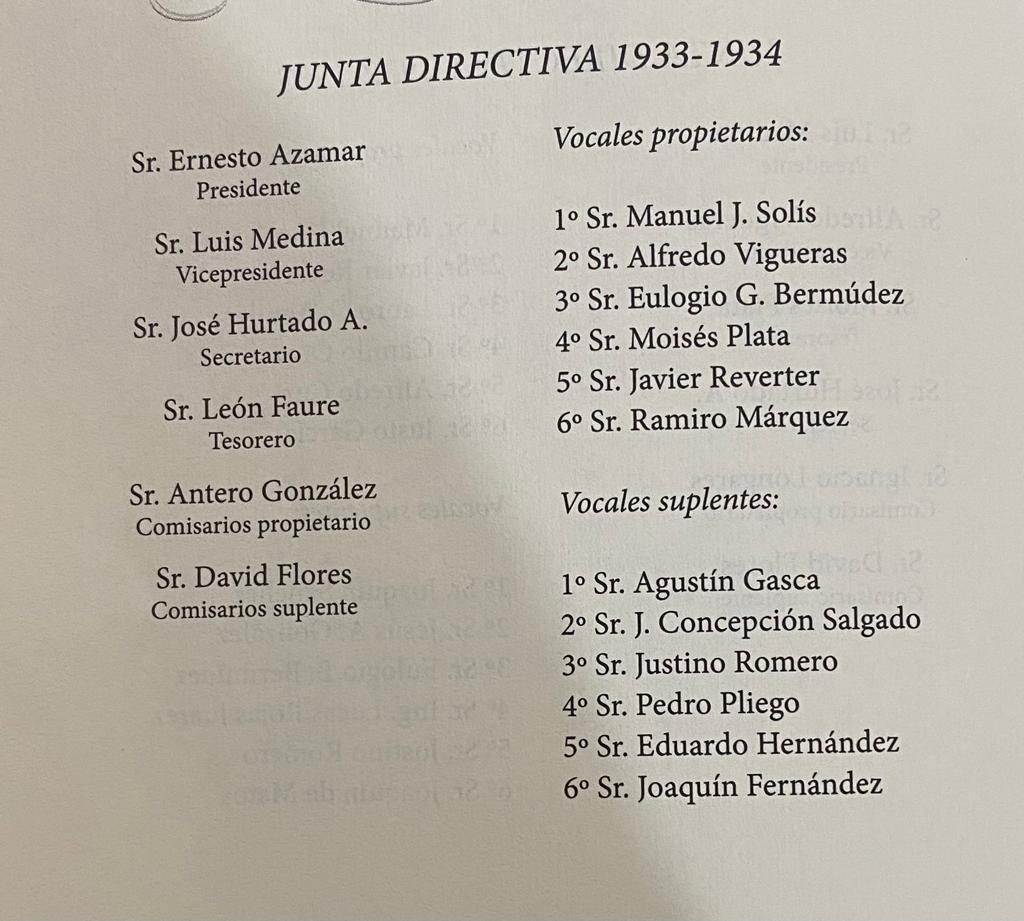 JUNTA DIRECTIVA 1933-1934
Sr. Ernesto Azamar
Presidente
Sr. Luis Medina
Vicepresidente
Sr. José Hurtado A.
Secretario
Sr. León Faure
Tesorero
Sr. Antero González
Comisarios propietario
Sr. David Flores
Comisarios suplente
Vocales propietarios:
1º Sr. Manuel J. Solís
2º Sr. Alfredo Vigueras
3º Sr. Eulogio G. Bermúdez
4º Sr. Moisés Plata
5º Sr. Javier Reverter
6º Sr. Ramiro Márquez
Vocales suplentes:
1º Sr. Agustín Gasca
2º Sr. J. Concepción Salgado
3º Sr. Justino Romero
4º Sr. Pedro Pliego
5º Sr. Eduardo Hernández
6º Sr. Joaquín Fernández